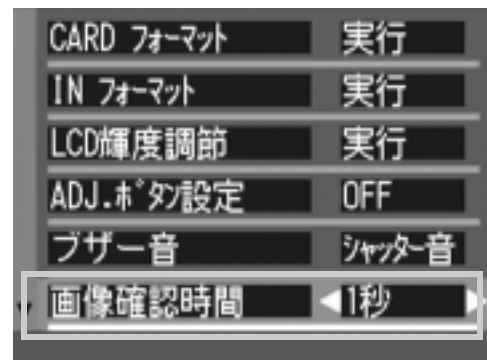 CARD フォーマット 実行
IN フォーマット 実行
LCD輝度調節 実行
ADJ.ボタン設定 OFF
ブザー音 シャッター音
画像確認時間 ◀1秒▶